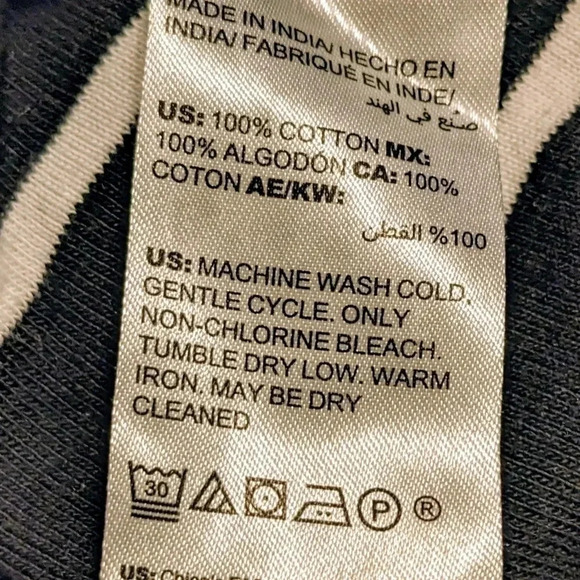 MADE IN INDIA/ HECHO EN
INDIA/ FABRIQUÉ EN INDE/
صنع في الهند
US: 100% COTTON MX:
100% ALGODÓN CA: 100%
COTON AE/KW:
100% القطن
US: MACHINE WASH COLD,
GENTLE CYCLE. ONLY
NON-CHLORINE BLEACH.
TUMBLE DRY LOW. WARM
IRON. MAY BE DRY
CLEANED
30 P ®
US: